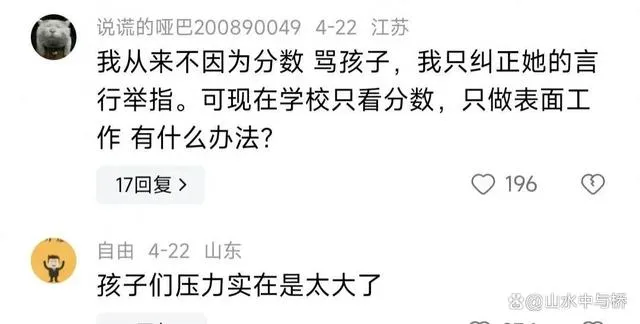 说谎的哑巴200890049 4-22 江苏
我从来不因为分数 骂孩子，我只纠正她的言
行举指。可现在学校只看分数，只做表面工
作 有什么办法？
17回复 >
196
自由 4-22 山东
孩子们压力实在是太大了
@山水中与桥